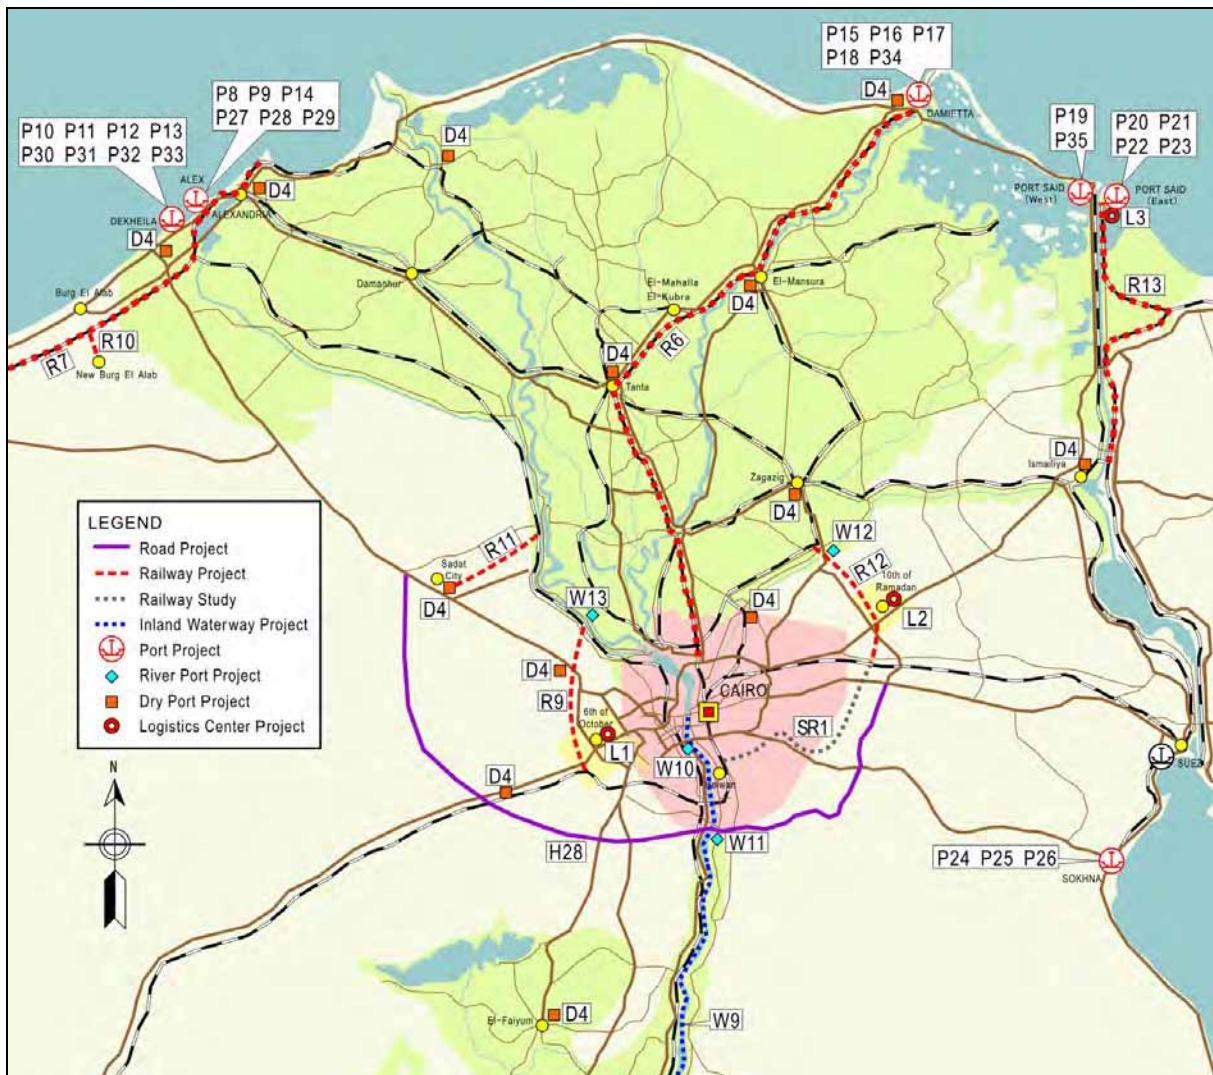 P15 P16 P17
P18 P34
D4
DAMIETTA
P8 P9 P14
P27 P28 P29
P10 P11 P12 P13
P30 P31 P32 P33
P19
P35
P20 P21
P22 P23
D4
ALEX
D4
ALEXANDRIA
PORT SAID
(West)
PORT SAID
(East)
DEKHEILA
L3
D4
Damanhur
El-Mahalla
El-Kubra
El-Mansura
D4
R13
Burg El Alab
R10
R7
New Burg El Alab
R6
D4
Tanta
D4
Ismailiya
Zagazig
D4
LEGEND
Road Project
Railway Project
Railway Study
Inland Waterway Project
Port Project
River Port Project
Dry Port Project
Logistics Center Project
R11
Sadat
City
D4
W12
R12
10th of
Ramadan
L2
W13
D4
D4
R9
CAIRO
6th of
October
L1
SR1
W10
SUEZ
D4
N
H28
W11
P24 P25 P26
SOKHNA
El-Faiyum
D4
W9